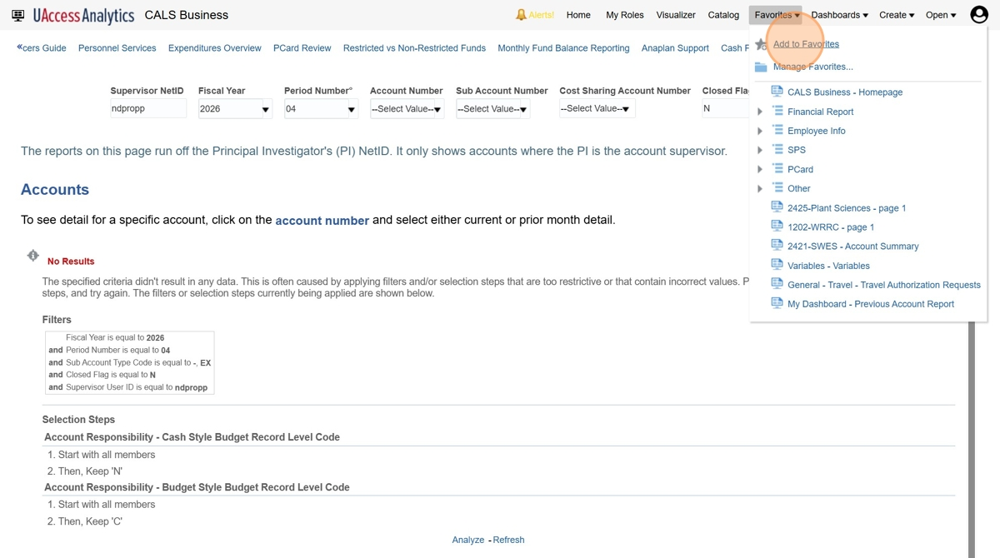 UAccess Analytics CALS Business
Alerts! Home My Roles Visualizer Catalog Favorites Dashboards Create Open
«cers Guide Personnel Services Expenditures Overview PCard Review Restricted vs Non-Restricted Funds Monthly Fund Balance Reporting Anaplan Support Cash F
Add to Favorites
Manage Favorites...
CALS Business - Homepage
Financial Report
Employee Info
SPS
PCard
Other
2425-Plant Sciences - page 1
1202-WRRC - page 1
2421-SWES - Account Summary
Variables - Variables
General - Travel - Travel Authorization Requests
My Dashboard - Previous Account Report
Supervisor NetID Fiscal Year Period Number° Account Number Sub Account Number Cost Sharing Account Number Closed Fla
ndpropp 2026 04 --Select Value-- --Select Value-- --Select Value-- N
The reports on this page run off the Principal Investigator's (PI) NetID. It only shows accounts where the PI is the account supervisor.
Accounts
To see detail for a specific account, click on the account number and select either current or prior month detail.
No Results
The specified criteria didn't result in any data. This is often caused by applying filters and/or selection steps that are too restrictive or that contain incorrect values. P
steps, and try again. The filters or selection steps currently being applied are shown below.
Filters
Fiscal Year is equal to 2026
and Period Number is equal to 04
and Sub Account Type Code is equal to -, EX
and Closed Flag is equal to N
and Supervisor User ID is equal to ndpropp
Selection Steps
Account Responsibility - Cash Style Budget Record Level Code
1. Start with all members
2. Then, Keep 'N'
Account Responsibility - Budget Style Budget Record Level Code
1. Start with all members
2. Then, Keep 'C'
Analyze - Refresh